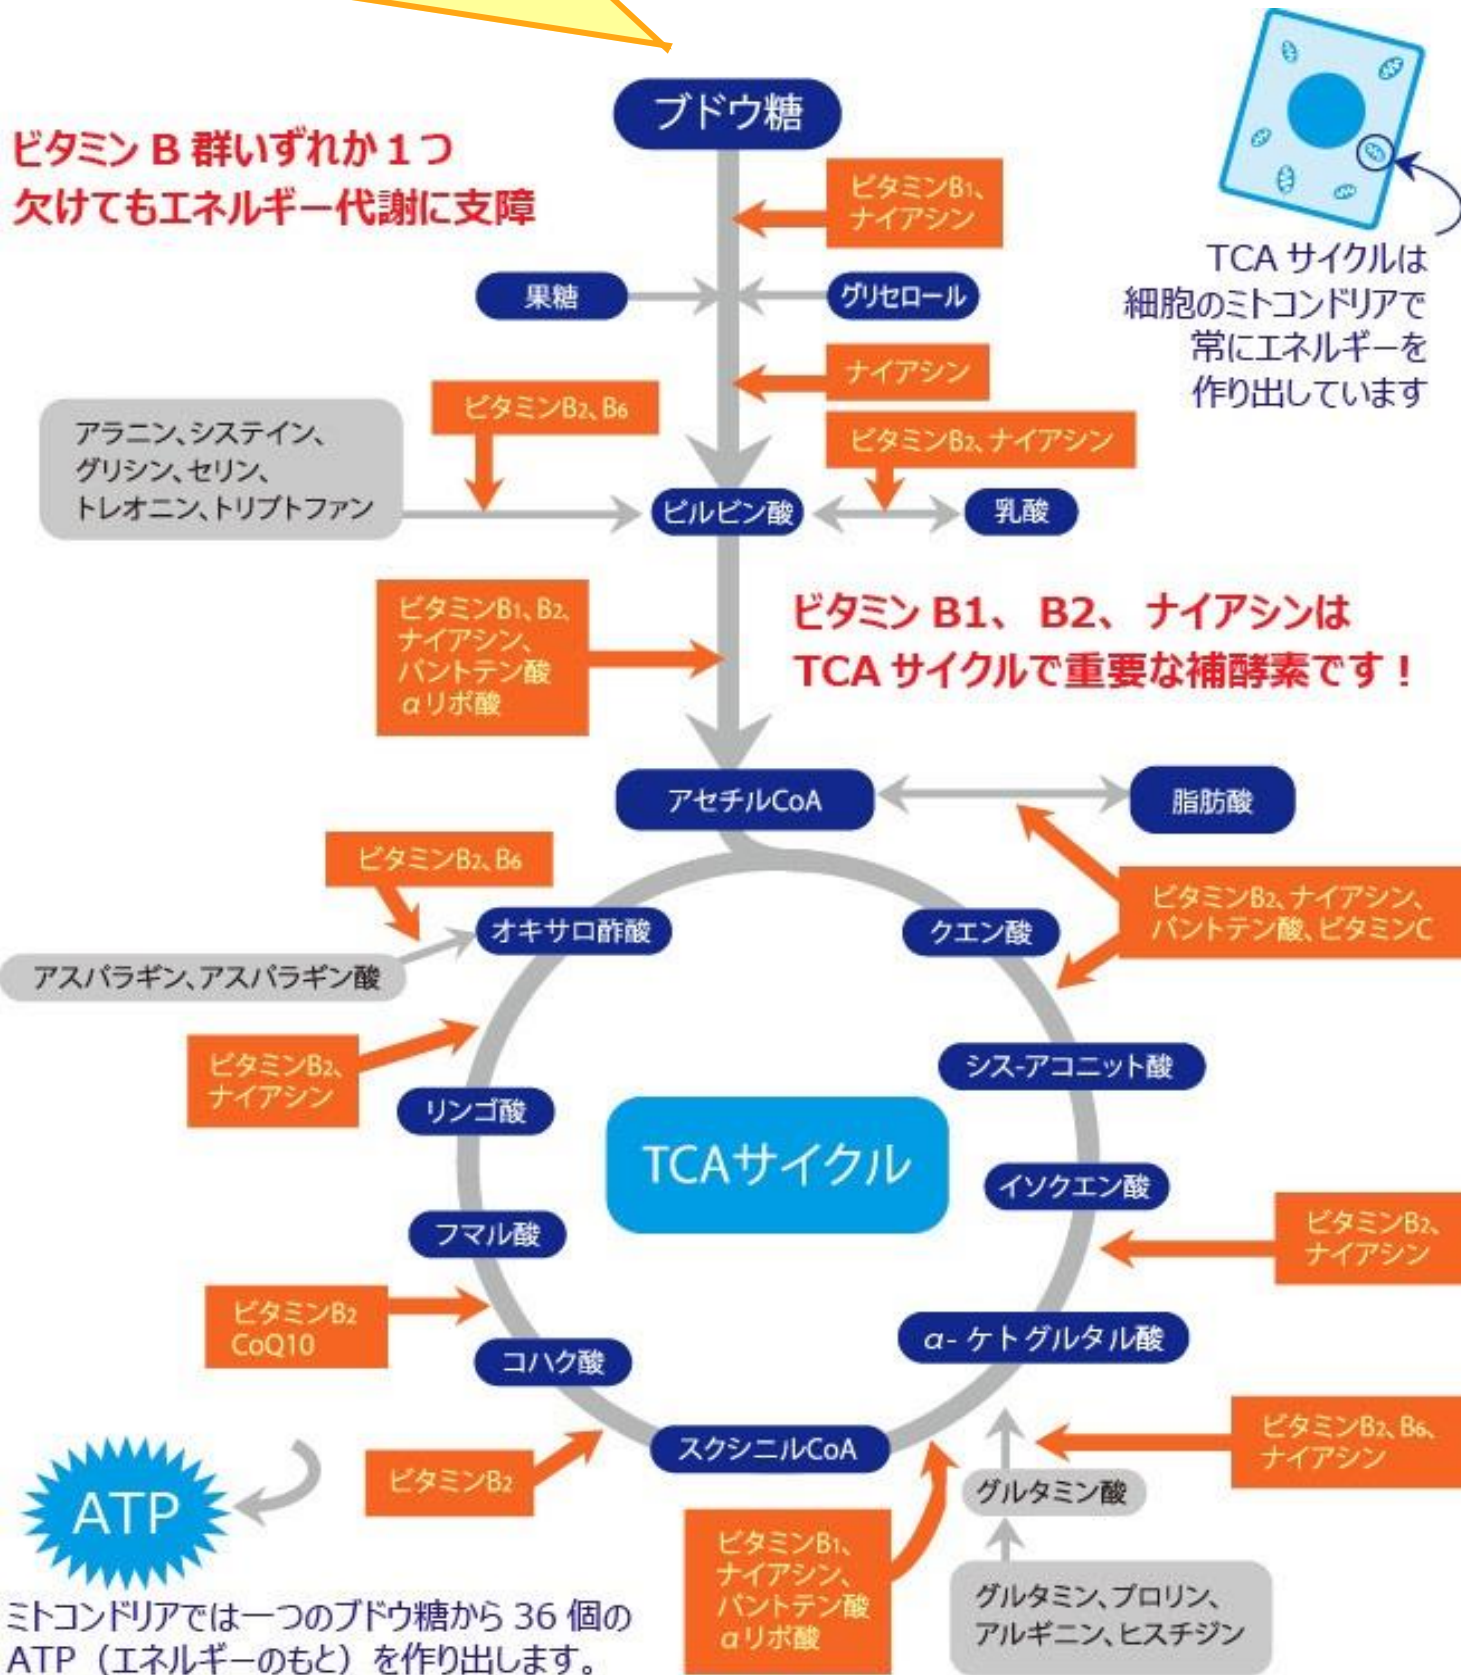 ブドウ糖
ビタミン B 群いずれか１つ
欠けてもエネルギー代謝に支障
ビタミンB1、
ナイアシン
TCA サイクルは
細胞のミトコンドリアで
常にエネルギーを
作り出しています
果糖
グリセロール
ナイアシン
ビタミンB2、B6
アラニン、システイン、
グリシン、セリン、
トレオニン、トリプトファン
ビタミンB2、ナイアシン
ピルビン酸
乳酸
ビタミンB1、B2、
ナイアシン、
パントテン酸
αリポ酸
ビタミン B1、 B2、 ナイアシンは
TCA サイクルで重要な補酵素です！
アセチルCoA
脂肪酸
ビタミンB2、B6
ビタミンB2、ナイアシン、
パントテン酸、ビタミンC
オキサロ酢酸
クエン酸
アスパラギン、アスパラギン酸
ビタミンB2、
ナイアシン
シス-アコニット酸
リンゴ酸
TCAサイクル
イソクエン酸
ビタミンB2、
ナイアシン
フマル酸
ビタミンB2
CoQ10
α- ケトグルタル酸
コハク酸
ビタミンB2、B6、
ナイアシン
スクシニルCoA
ビタミンB2
グルタミン酸
ATP
ビタミンB1、
ナイアシン、
パントテン酸
αリポ酸
グルタミン、プロリン、
アルギニン、ヒスチジン
ミトコンドリアでは一つのブドウ糖から 36 個の
ATP（エネルギーのもと）を作り出します。